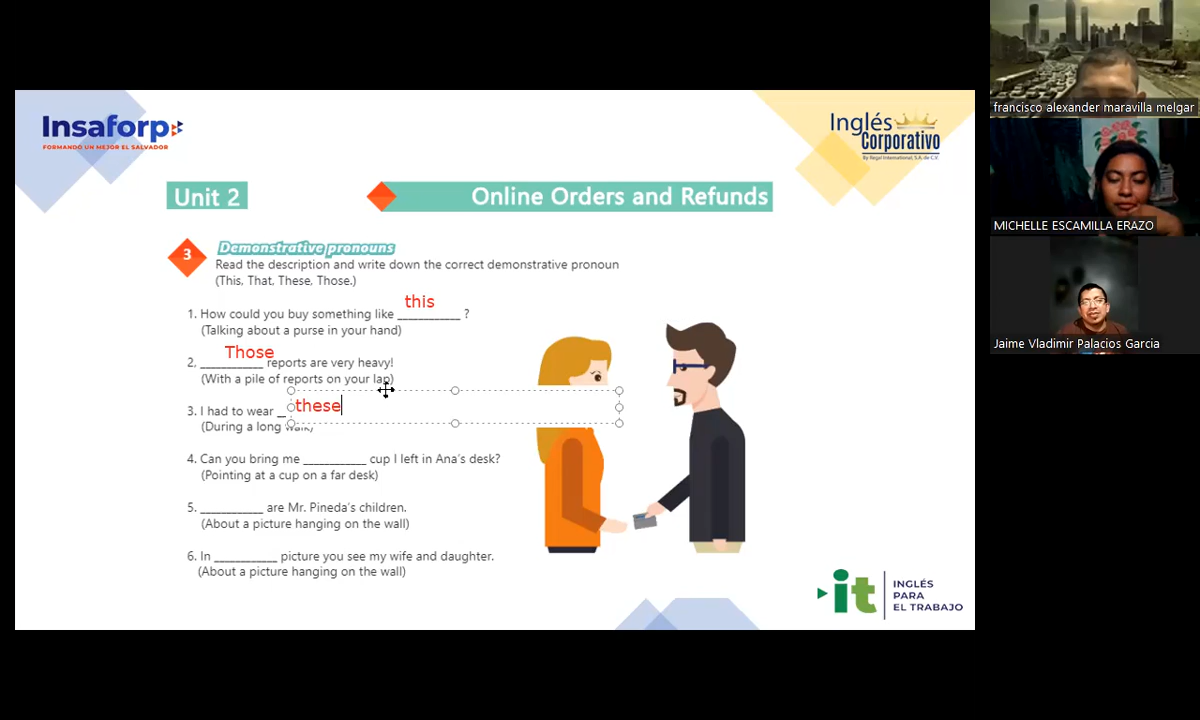 Insaforp
FORMANDO UN MEJOR EL SALVADOR
Inglés
Corporativo
By Regal International, S.A. de C.V.
Unit 2
Online Orders and Refunds
3
Demonstrative pronouns
Read the description and write down the correct demonstrative pronoun
(This, That, These, Those.)
this
1. How could you buy something like ____________ ?
(Talking about a purse in your hand)
Those
2. ____________ reports are very heavy!
(With a pile of reports on your lap)
these
3. I had to wear _
(During a long walk)
4. Can you bring me ____________ cup I left in Ana's desk?
(Pointing at a cup on a far desk)
5. ____________ are Mr. Pineda's children.
(About a picture hanging on the wall)
6. In ____________ picture you see my wife and daughter.
(About a picture hanging on the wall)
it
INGLÉS
PARA
EL TRABAJO
francisco alexander maravilla melgar
MICHELLE ESCAMILLA ERAZO
Jaime Vladimir Palacios Garcia